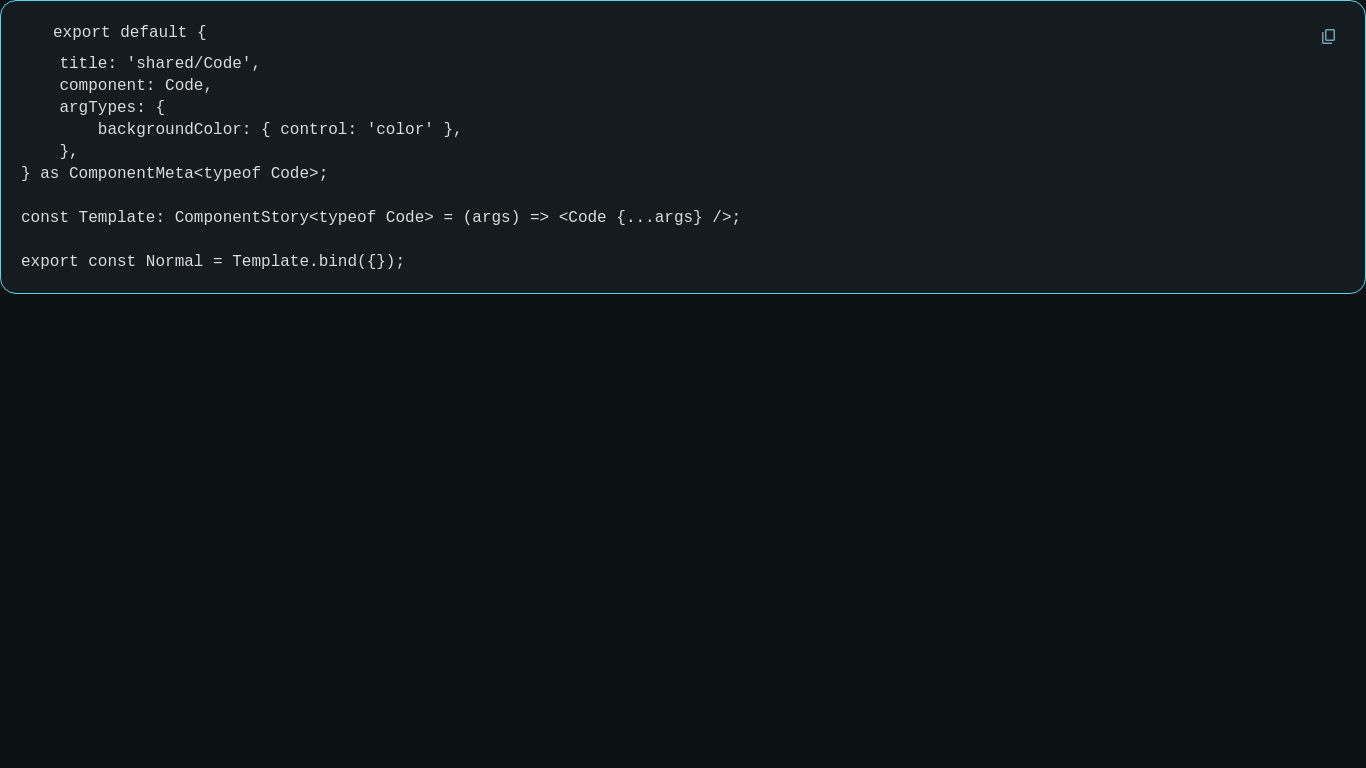 export default {
    title: 'shared/Code',
    component: Code,
    argTypes: {
        backgroundColor: { control: 'color' },
    },
} as ComponentMeta<typeof Code>;

const Template: ComponentStory<typeof Code> = (args) => <Code {...args} />;

export const Normal = Template.bind({});